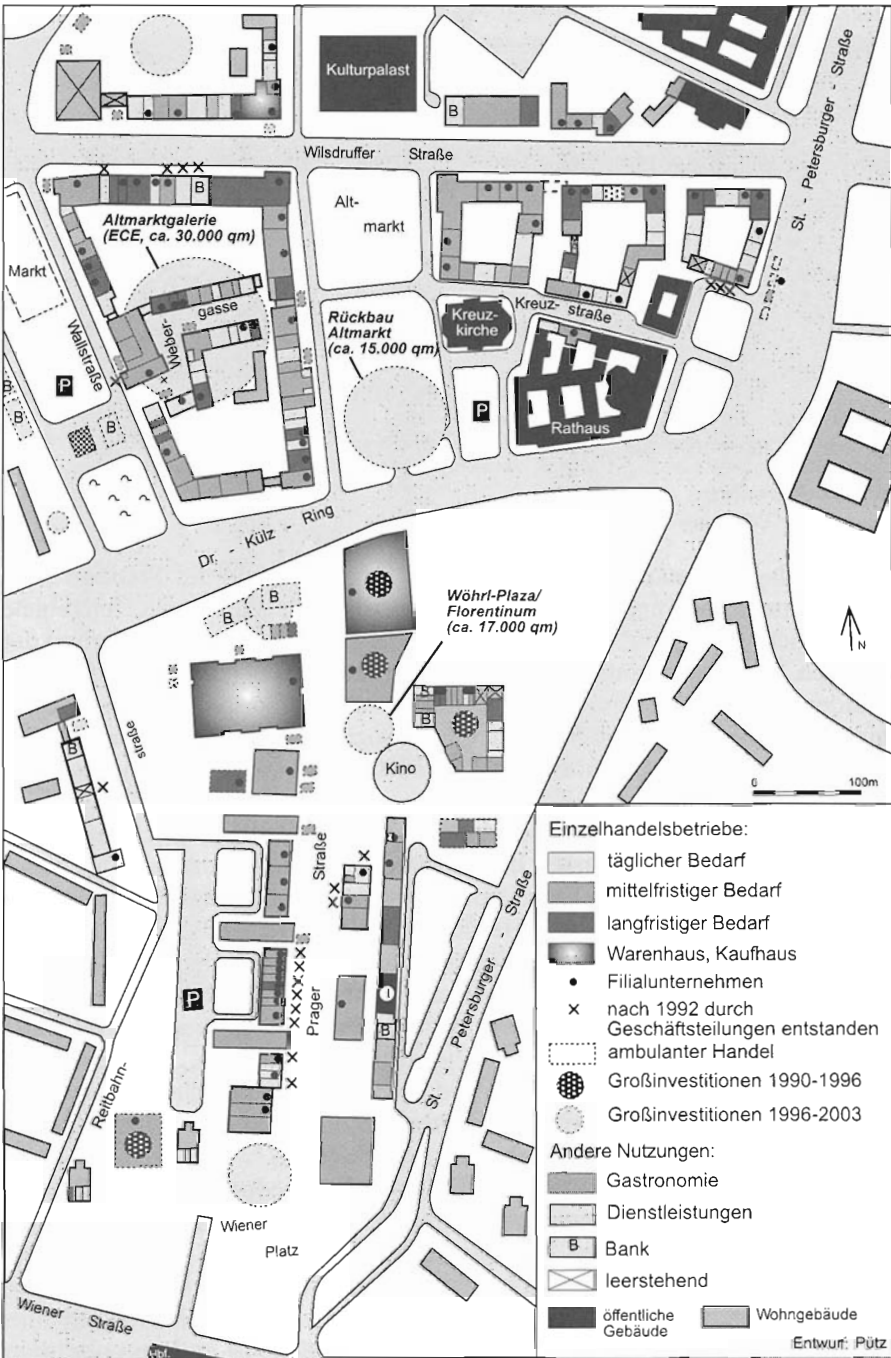 Kulturpalast
B
Wilsdruffer Straße
St. - Petersburger - Straße
B
Altmarktgalerie
(ECE, ca. 30.000 qm)
Alt-
markt
Markt
Wallstraße
Weber-
gasse
Rückbau
Altmarkt
(ca. 15.000 qm)
Kreuz-
kirche
Kreuz-
straße
P
B
B
B
P
Rathaus
Dr. - Külz - Ring
B
B
Wöhrl-Plaza/
Florentinum
(ca. 17.000 qm)
N
B
B
Kino
B
straße
0 100m
Straße
Prager
P
B
B
i
St. - Petersburger - Straße
Reitbahn-
Wiener
Platz
Wiener Straße
Hbf.
Einzelhandelsbetriebe:
täglicher Bedarf
mittelfristiger Bedarf
langfristiger Bedarf
Warenhaus, Kaufhaus
Filialunternehmen
nach 1992 durch
Geschäftsteilungen entstanden
ambulanter Handel
Großinvestitionen 1990-1996
Großinvestitionen 1996-2003
Andere Nutzungen:
Gastronomie
Dienstleistungen
B Bank
leerstehend
öffentliche
Gebäude
Wohngebäude
Entwurf: Pütz